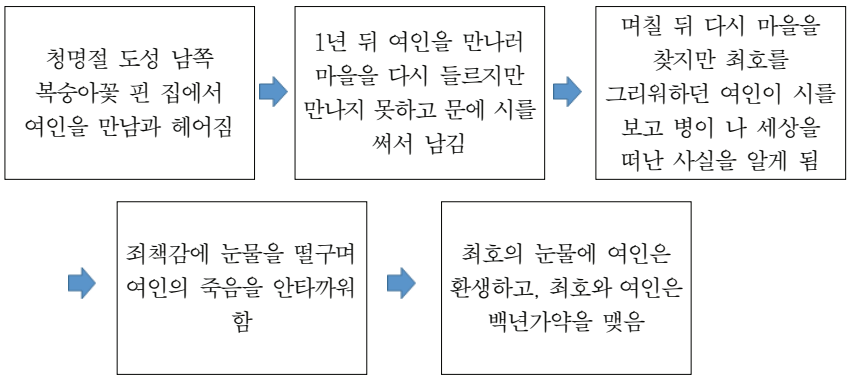 청명절 도성 남쪽
복숭아꽃 핀 집에서
여인을 만남과 헤어짐
1년 뒤 여인을 만나러
마을을 다시 들르지만
만나지 못하고 문에 시를
써서 남김
며칠 뒤 다시 마을을
찾지만 최호를
그리워하던 여인이 시를
보고 병이 나 세상을
떠난 사실을 알게 됨
죄책감에 눈물을 떨구며
여인의 죽음을 안타까워
함
최호의 눈물에 여인은
환생하고, 최호와 여인은
백년가약을 맺음